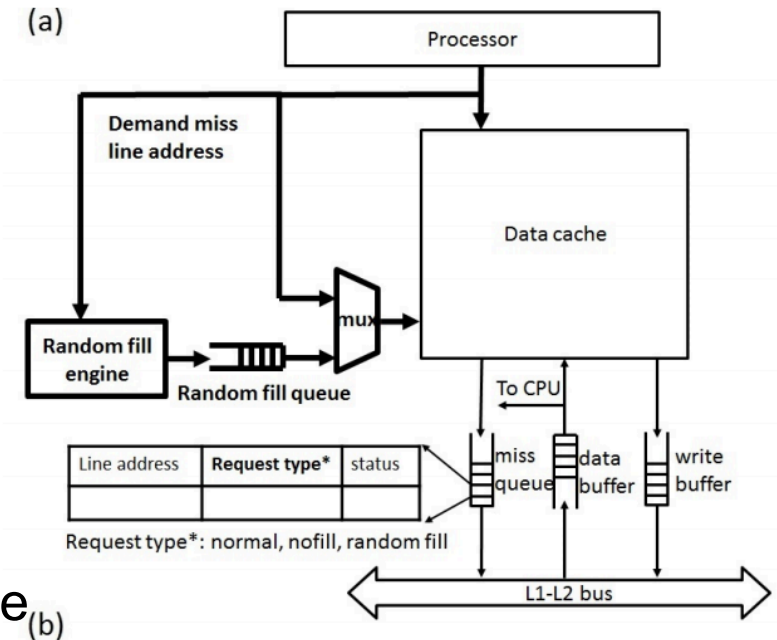 (a)
Processor
Demand miss
line address
Data cache
mux
Random fill
engine
Random fill queue
To CPU
Line address Request type* status
miss
queue
data
buffer
write
buffer
Request type*: normal, nofill, random fill
L1-L2 bus
e
(b)